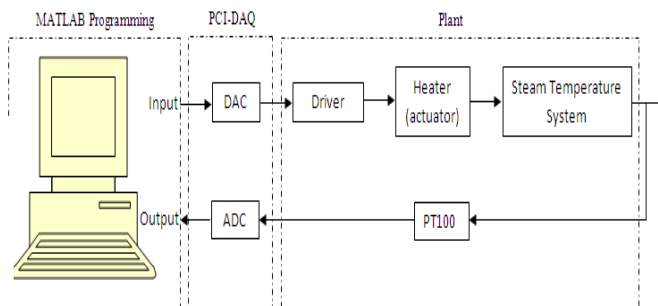 MATLAB Programming
PCI-DAQ
Plant
Input
DAC
Driver
Heater
(actuator)
Steam Temperature
System
Output
ADC
PT100